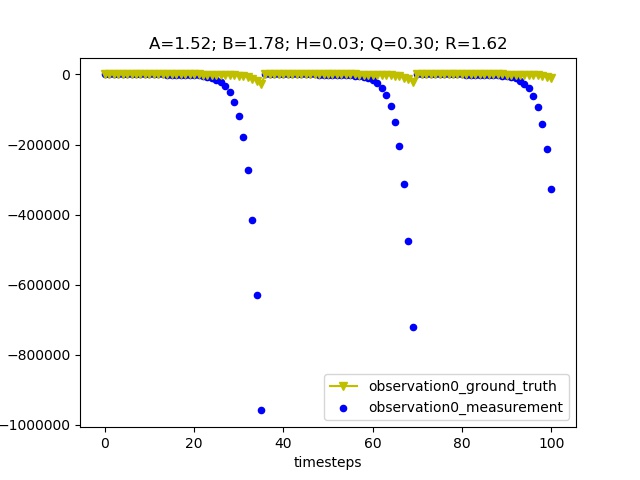 A=1.52; B=1.78; H=0.03; Q=0.30; R=1.62
0
−200000
−400000
−600000
−800000
−1000000
observation0_ground_truth
observation0_measurement
0 20 40 60 80 100
timesteps